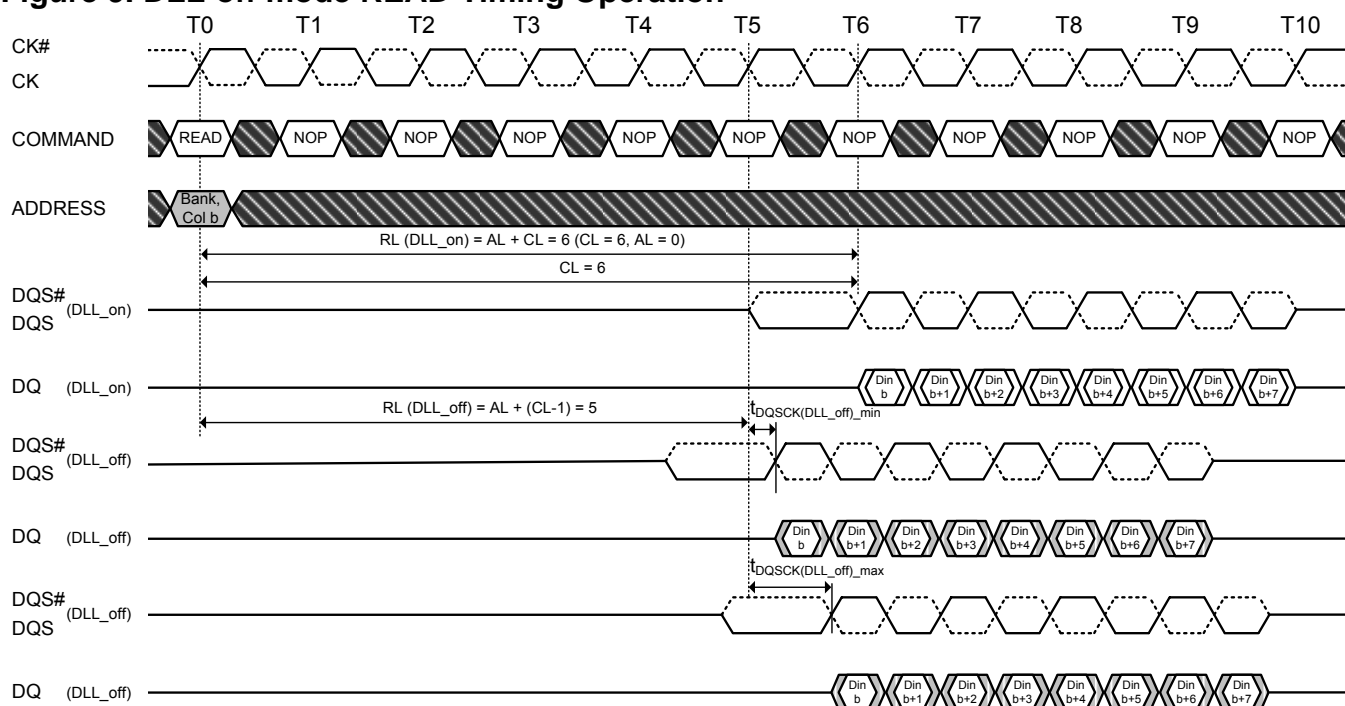 T0 T1 T2 T3 T4 T5 T6 T7 T8 T9 T10
CK#
CK
COMMAND READ NOP NOP NOP NOP NOP NOP NOP NOP NOP NOP
ADDRESS Bank, Col b
RL (DLL_on) = AL + CL = 6 (CL = 6, AL = 0)
CL = 6
DQS# (DLL_on)
DQS
DQ (DLL_on) Din b Din b+1 Din b+2 Din b+3 Din b+4 Din b+5 Din b+6 Din b+7
RL (DLL_off) = AL + (CL-1) = 5
tDQSCK(DLL_off)_min
DQS# (DLL_off)
DQS
DQ (DLL_off) Din b Din b+1 Din b+2 Din b+3 Din b+4 Din b+5 Din b+6 Din b+7
tDQSCK(DLL_off)_max
DQS# (DLL_off)
DQS
DQ (DLL_off) Din b Din b+1 Din b+2 Din b+3 Din b+4 Din b+5 Din b+6 Din b+7